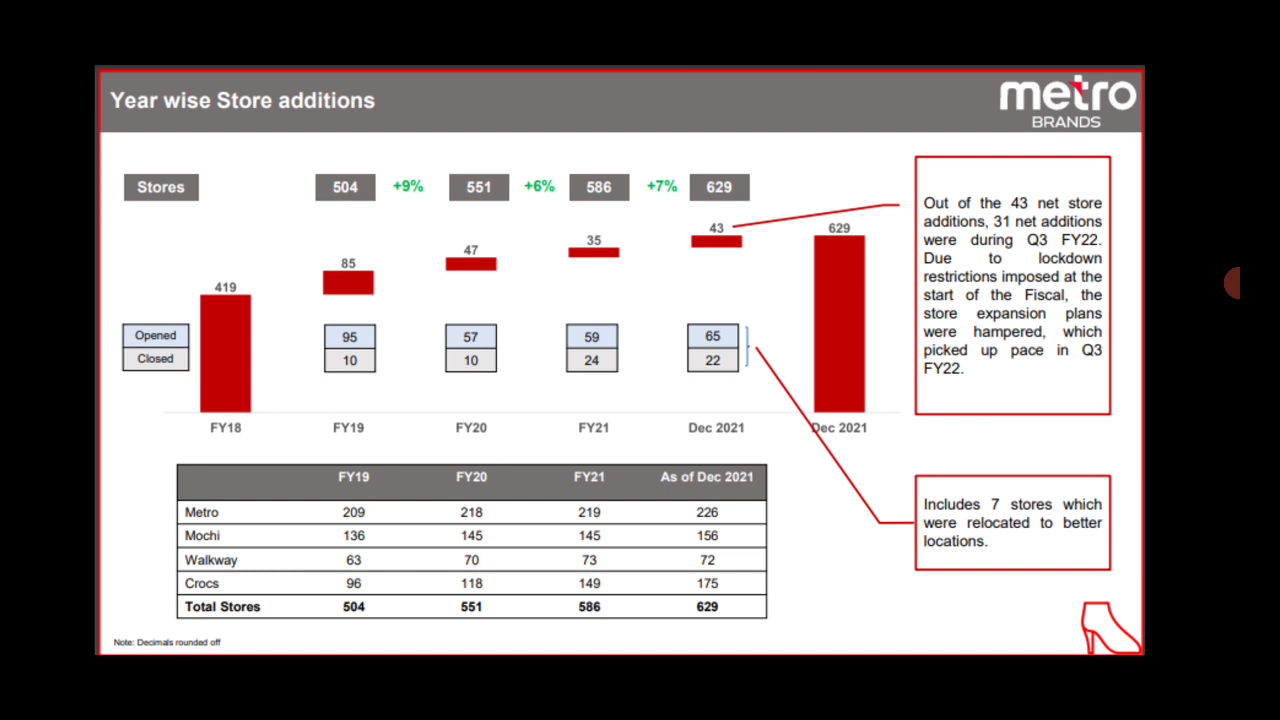 Year wise Store additions
metro
BRANDS
Stores 504 +9% 551 +6% 586 +7% 629
419 85 47 35 43 629
Opened 95 57 59 65
Closed 10 10 24 22
FY18 FY19 FY20 FY21 Dec 2021 Dec 2021
Out of the 43 net store
additions, 31 net additions
were during Q3 FY22.
Due to lockdown
restrictions imposed at the
start of the Fiscal, the
store expansion plans
were hampered, which
picked up pace in Q3
FY22.
FY19 FY20 FY21 As of Dec 2021
Metro 209 218 219 226
Mochi 136 145 145 156
Walkway 63 70 73 72
Crocs 96 118 149 175
Total Stores 504 551 586 629
Includes 7 stores which
were relocated to better
locations.
Note: Decimals rounded off